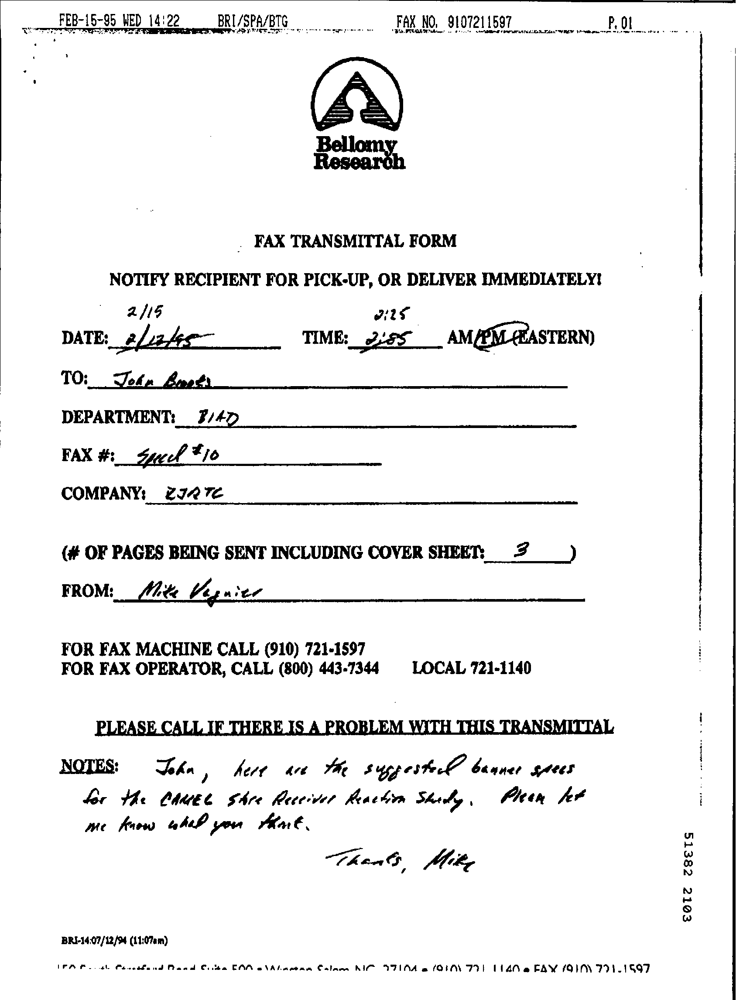 FEB-15-95 WED 14:22 BRI/SPA/BTG FAX NO. 9107211597 P. 01
Bellomy
Research
FAX TRANSMITTAL FORM
NOTIFY RECIPIENT FOR PICK-UP, OR DELIVER IMMEDIATELY!
2/15 2:25
DATE: 2/12/95 TIME: 2:55 AM/PM (EASTERN)
TO: John Brooks
DEPARTMENT: BIAD
FAX #: Speed #10
COMPANY: RJRTC
(# OF PAGES BEING SENT INCLUDING COVER SHEET: 3 )
FROM: Mike
FOR FAX MACHINE CALL (910) 721-1597
FOR FAX OPERATOR, CALL (800) 443-7344 LOCAL 721-1140
PLEASE CALL IF THERE IS A PROBLEM WITH THIS TRANSMITTAL
NOTES: John, here are the suggested banner specs
for the CAMEL Receiver Reaction Study. Please let
me know what you think.
Thanks, Mike
51382 2103
BRI-14:07/12/94 (11:07am)
Road Suite 500 • Winston Salem NC 27104 • (910) 721 1140 • FAX (910) 721-1597